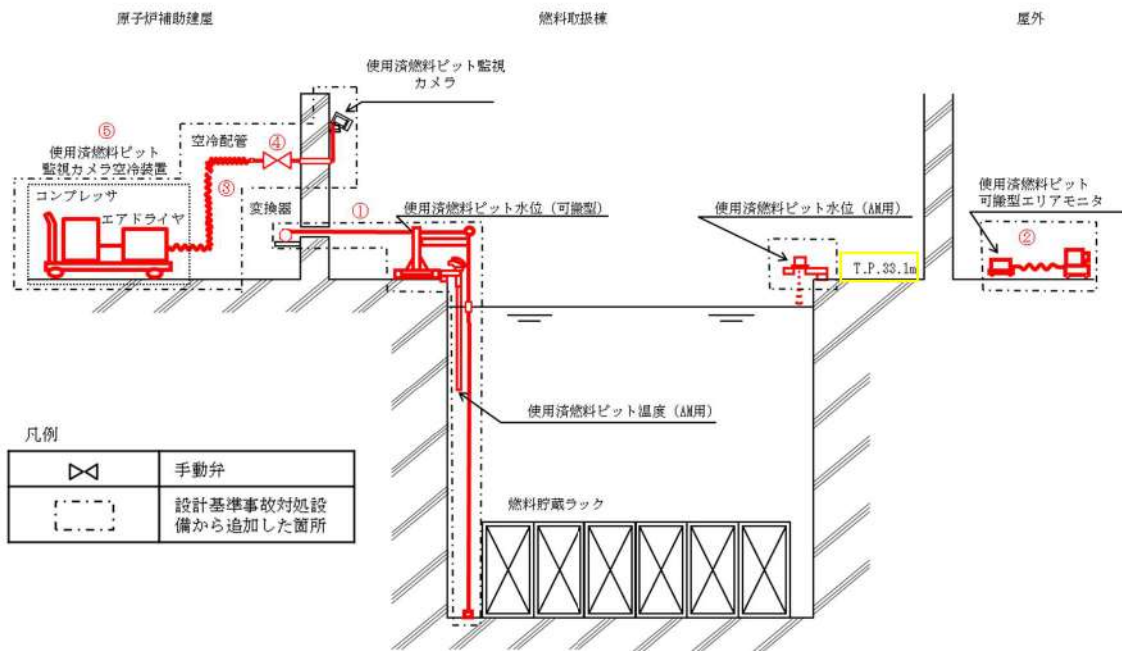 原子炉補助建屋
燃料取扱棟
屋外
使用済燃料ピット監視
カメラ
⑤
使用済燃料ピット
監視カメラ空冷装置
空冷配管
④
コンプレッサ
エアドライヤ
③
変換器
①
使用済燃料ピット水位（可搬型）
使用済燃料ピット水位（AM用）
T.P.33.1m
使用済燃料ピット
可搬型エリアモニタ
②
使用済燃料ピット温度（AM用）
燃料貯蔵ラック
凡例
手動弁
設計基準事故対処設
備から追加した箇所